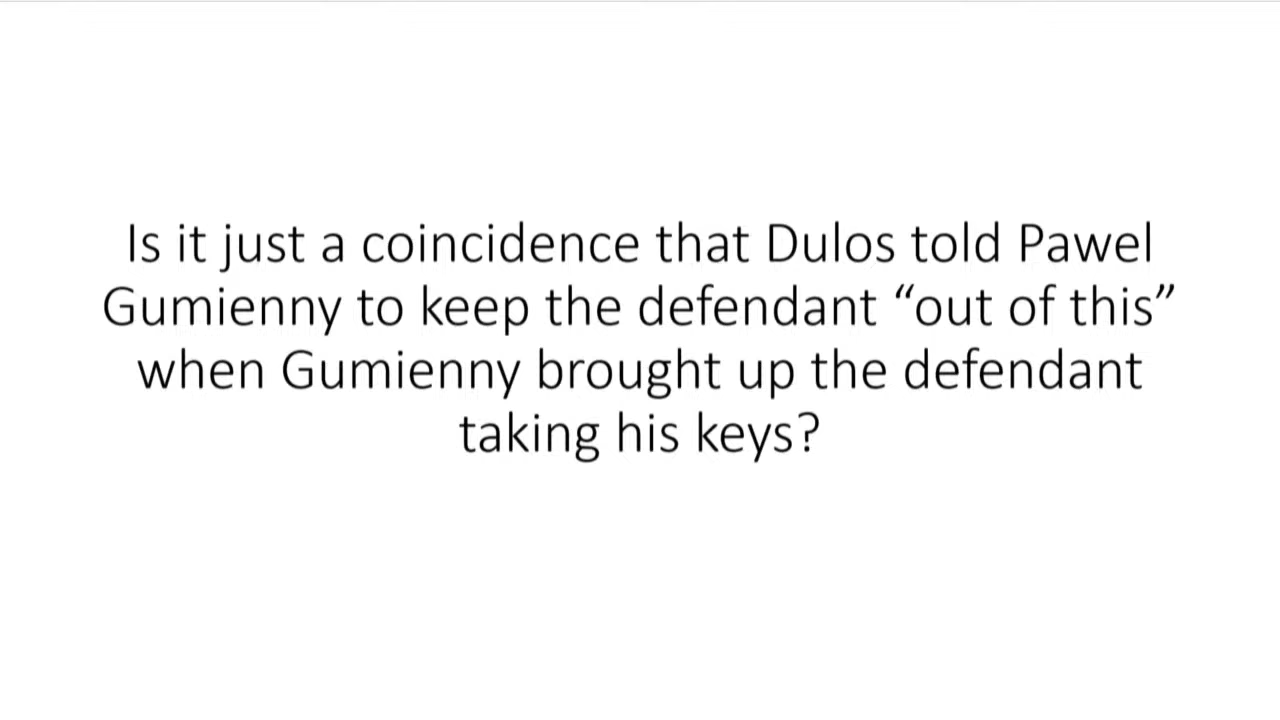 Is it just a coincidence that Dulos told Pawel
Gumienny to keep the defendant “out of this”
when Gumienny brought up the defendant
taking his keys?